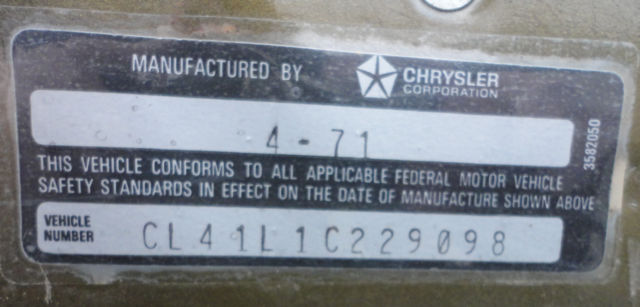 MANUFACTURED BY CHRYSLER
CORPORATION
4-71
3582050
THIS VEHICLE CONFORMS TO ALL APPLICABLE FEDERAL MOTOR VEHICLE
SAFETY STANDARDS IN EFFECT ON THE DATE OF MANUFACTURE SHOWN ABOVE
VEHICLE
NUMBER
CL41L1C229098